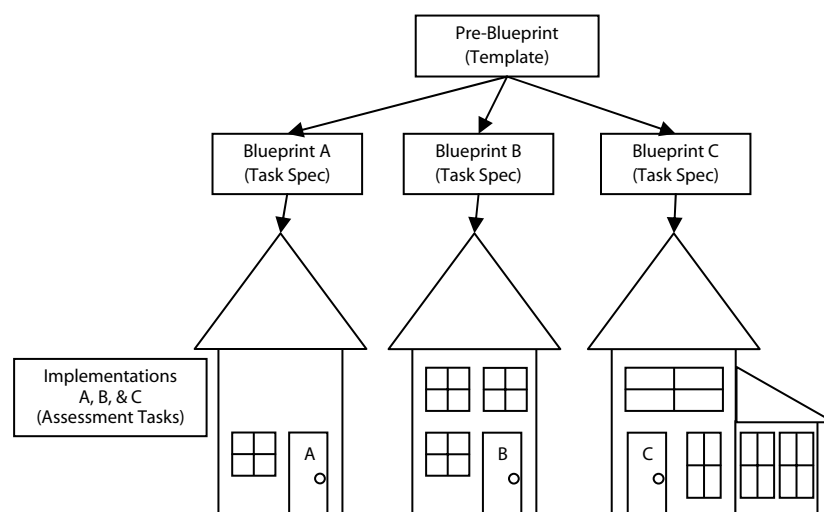 Pre-Blueprint
(Template)
Blueprint A
(Task Spec)
Blueprint B
(Task Spec)
Blueprint C
(Task Spec)
Implementations
A, B, & C
(Assessment Tasks)
A
B
C